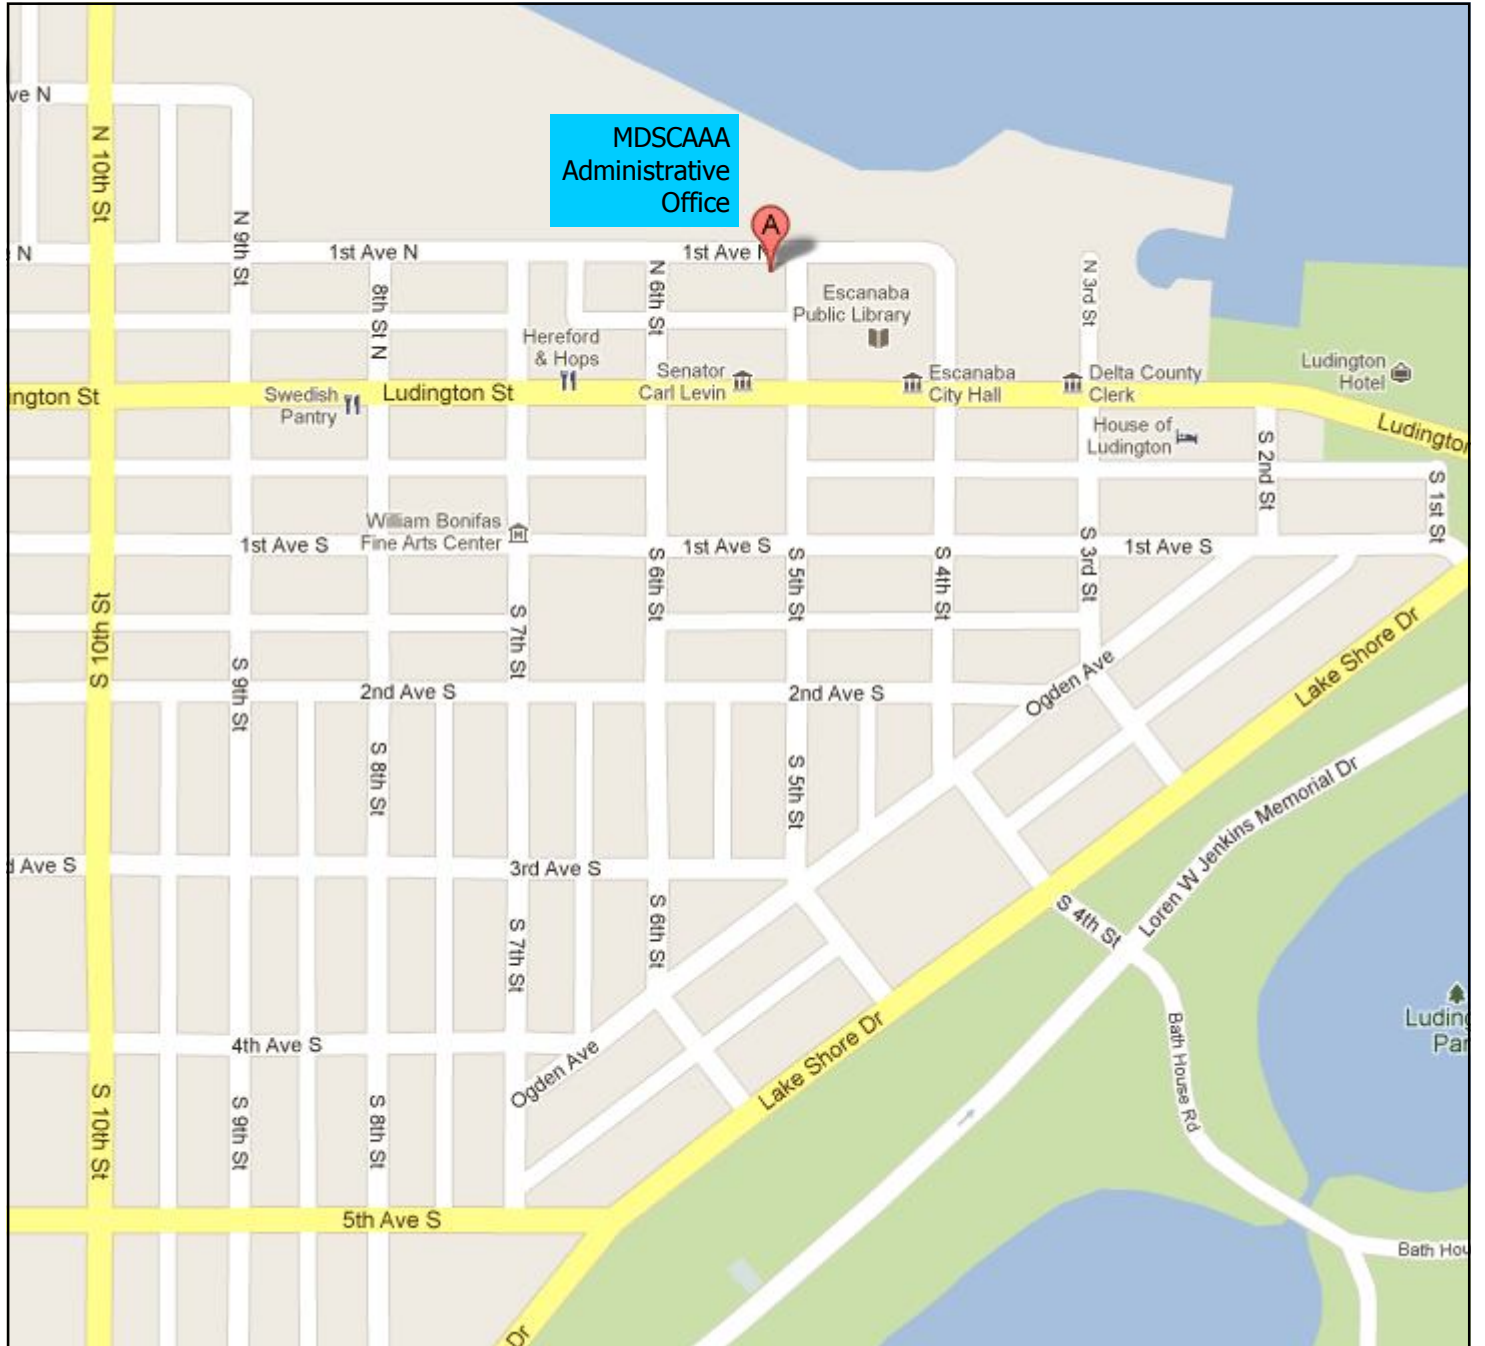 ve N
N 10th St
MDSCAAA
Administrative
Office
A
N 9th St
N
1st Ave N
1st Ave N
8th St N
N 6th St
N 3rd St
Escanaba
Public Library
Hereford
& Hops
Senator
Carl Levin
Escanaba
City Hall
Delta County
Clerk
Ludington
Hotel
ington St
Swedish
Pantry
Ludington St
House of
Ludington
Ludington
S 2nd St
S 1st St
William Bonifas
Fine Arts Center
1st Ave S
1st Ave S
1st Ave S
S 6th St
S 5th St
S 4th St
S 3rd St
S 10th St
S 7th St
S 9th St
2nd Ave S
2nd Ave S
Ogden Ave
Lake Shore Dr
S 8th St
S 5th St
Loren W Jenkins Memorial Dr
d Ave S
3rd Ave S
S 6th St
S 7th St
S 4th St
Luding
Par
4th Ave S
Ogden Ave
Lake Shore Dr
Bath House Rd
S 10th St
S 9th St
S 8th St
5th Ave S
Bath Hou
Dr